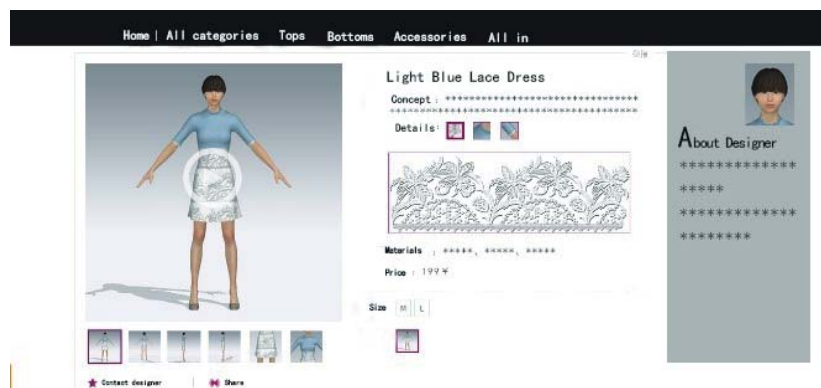 Home | All categories Tops Bottoms Accessories All in
Light Blue Lace Dress
Concept : ********************************
*****************************************
Details:
Materials : *****、*****、*****
Price : 199¥
Size M L
Contact designer | Share
About Designer
*************
*****
*************
********